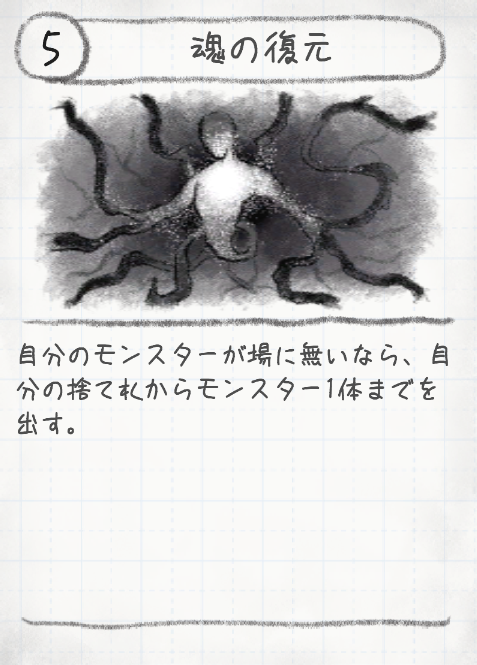 5
魂の復元
自分のモンスターが場に無いなら、自
分の捨て札からモンスター1体までを
出す。